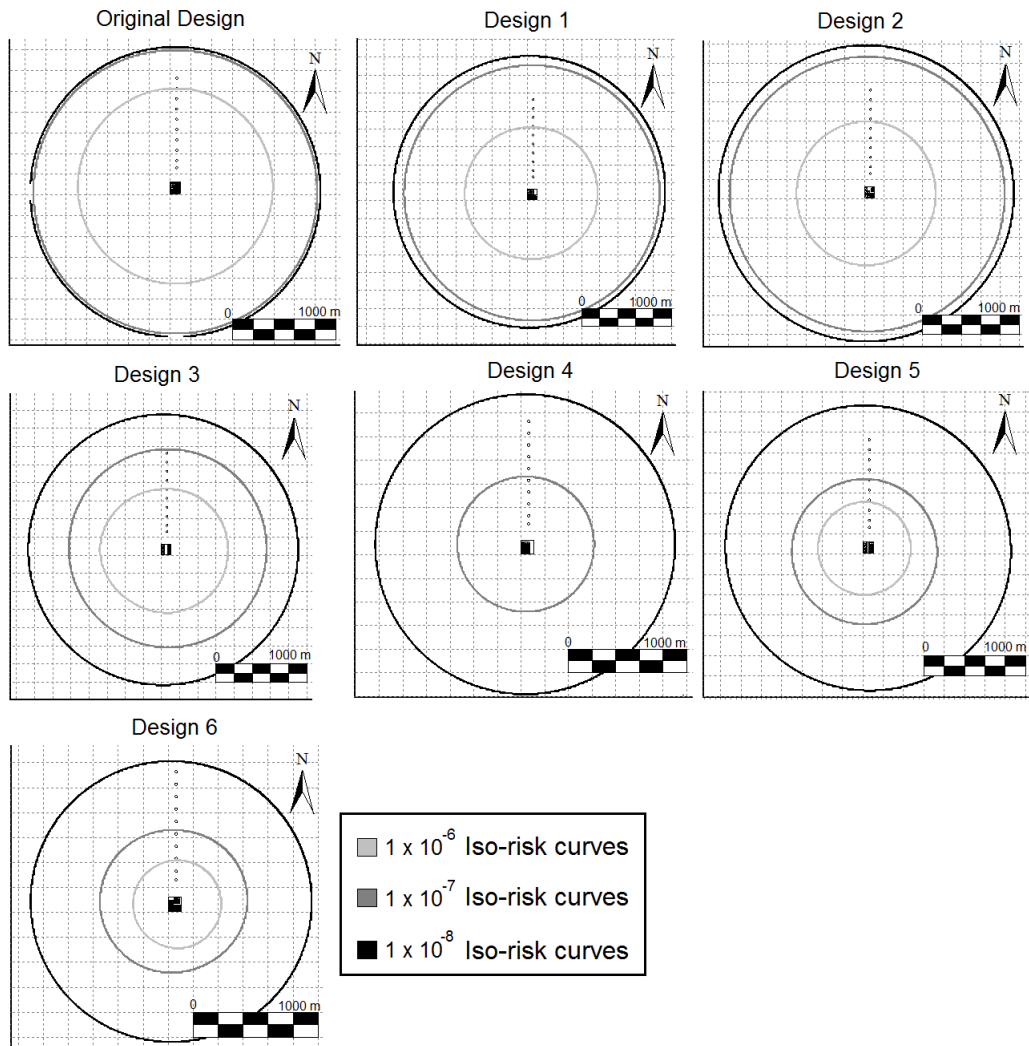 Original Design
N
0 1000 m
Design 1
N
0 1000 m
Design 2
N
0 1000 m
Design 3
N
0 1000 m
Design 4
N
0 1000 m
Design 5
N
0 1000 m
Design 6
N
0 1000 m
1 x 10⁻⁶ Iso-risk curves
1 x 10⁻⁷ Iso-risk curves
1 x 10⁻⁸ Iso-risk curves